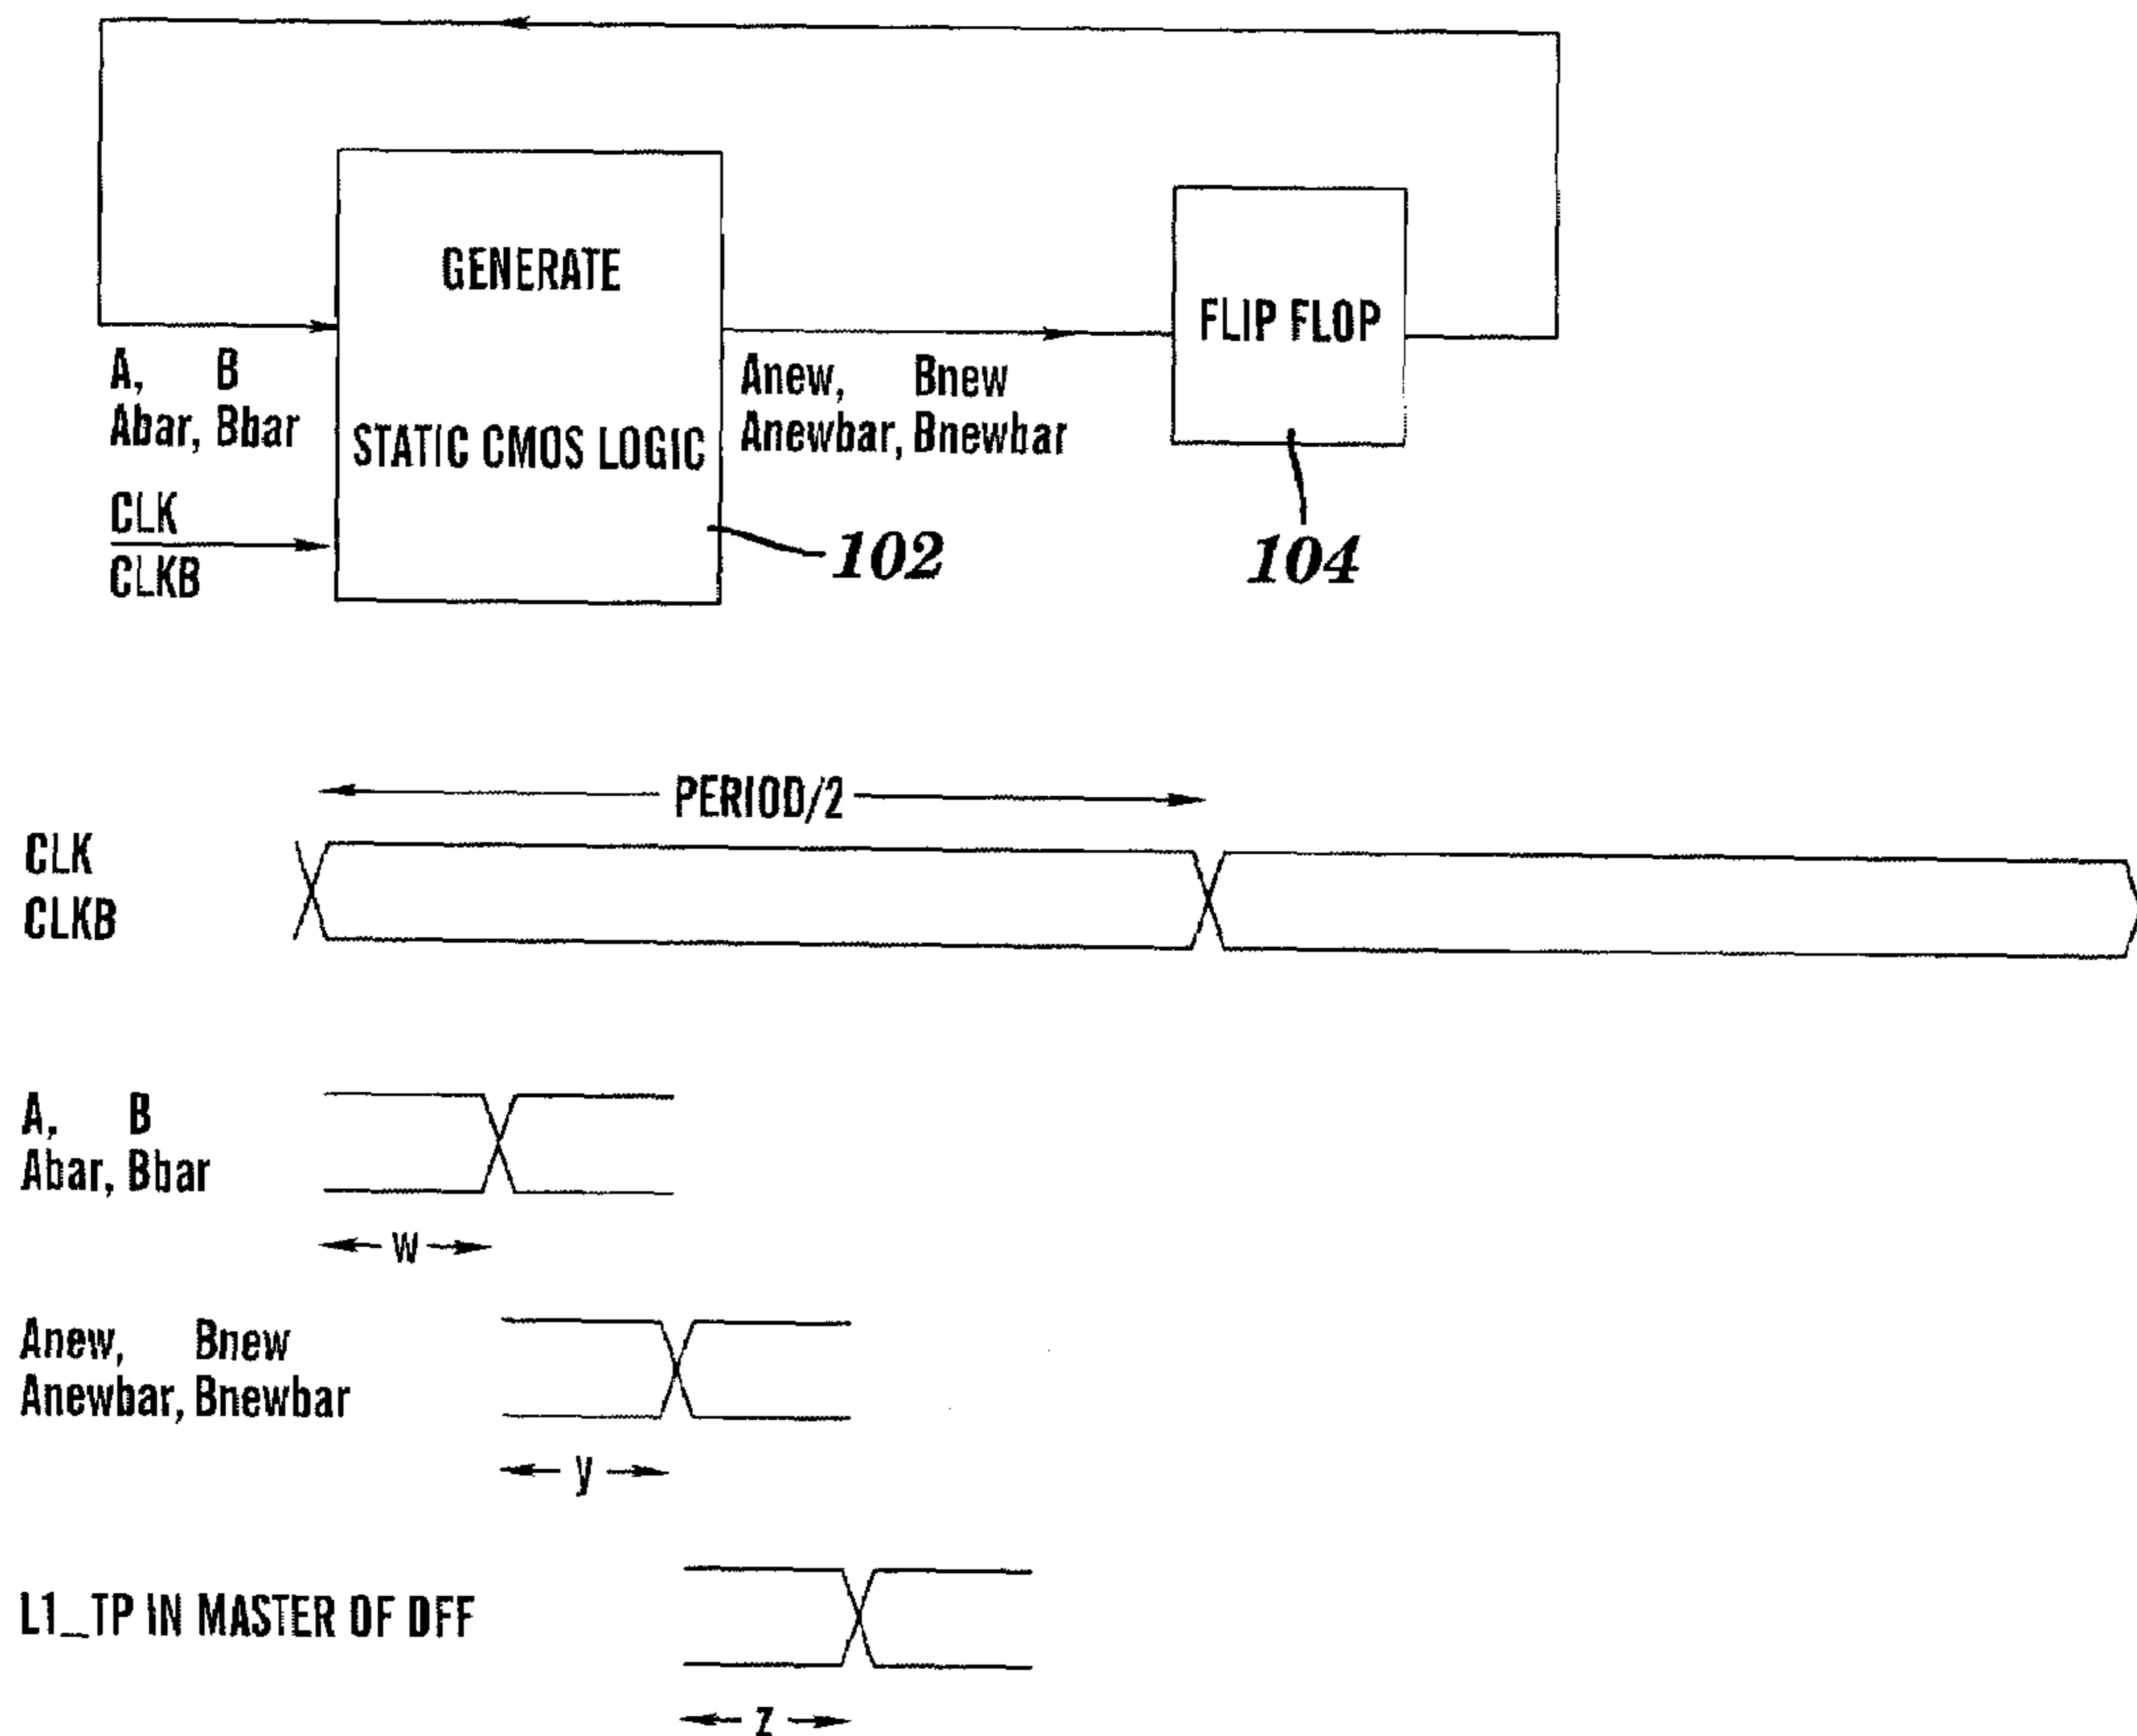 GENERATE
STATIC CMOS LOGIC
FLIP FLOP
A, B
Abar, Bbar
CLK
CLKB
Anew, Bnew
Anewbar, Bnewbar
102
104
PERIOD/2
CLK
CLKB
A, B
Abar, Bbar
w
Anew, Bnew
Anewbar, Bnewbar
y
L1_TP IN MASTER OF DFF
z